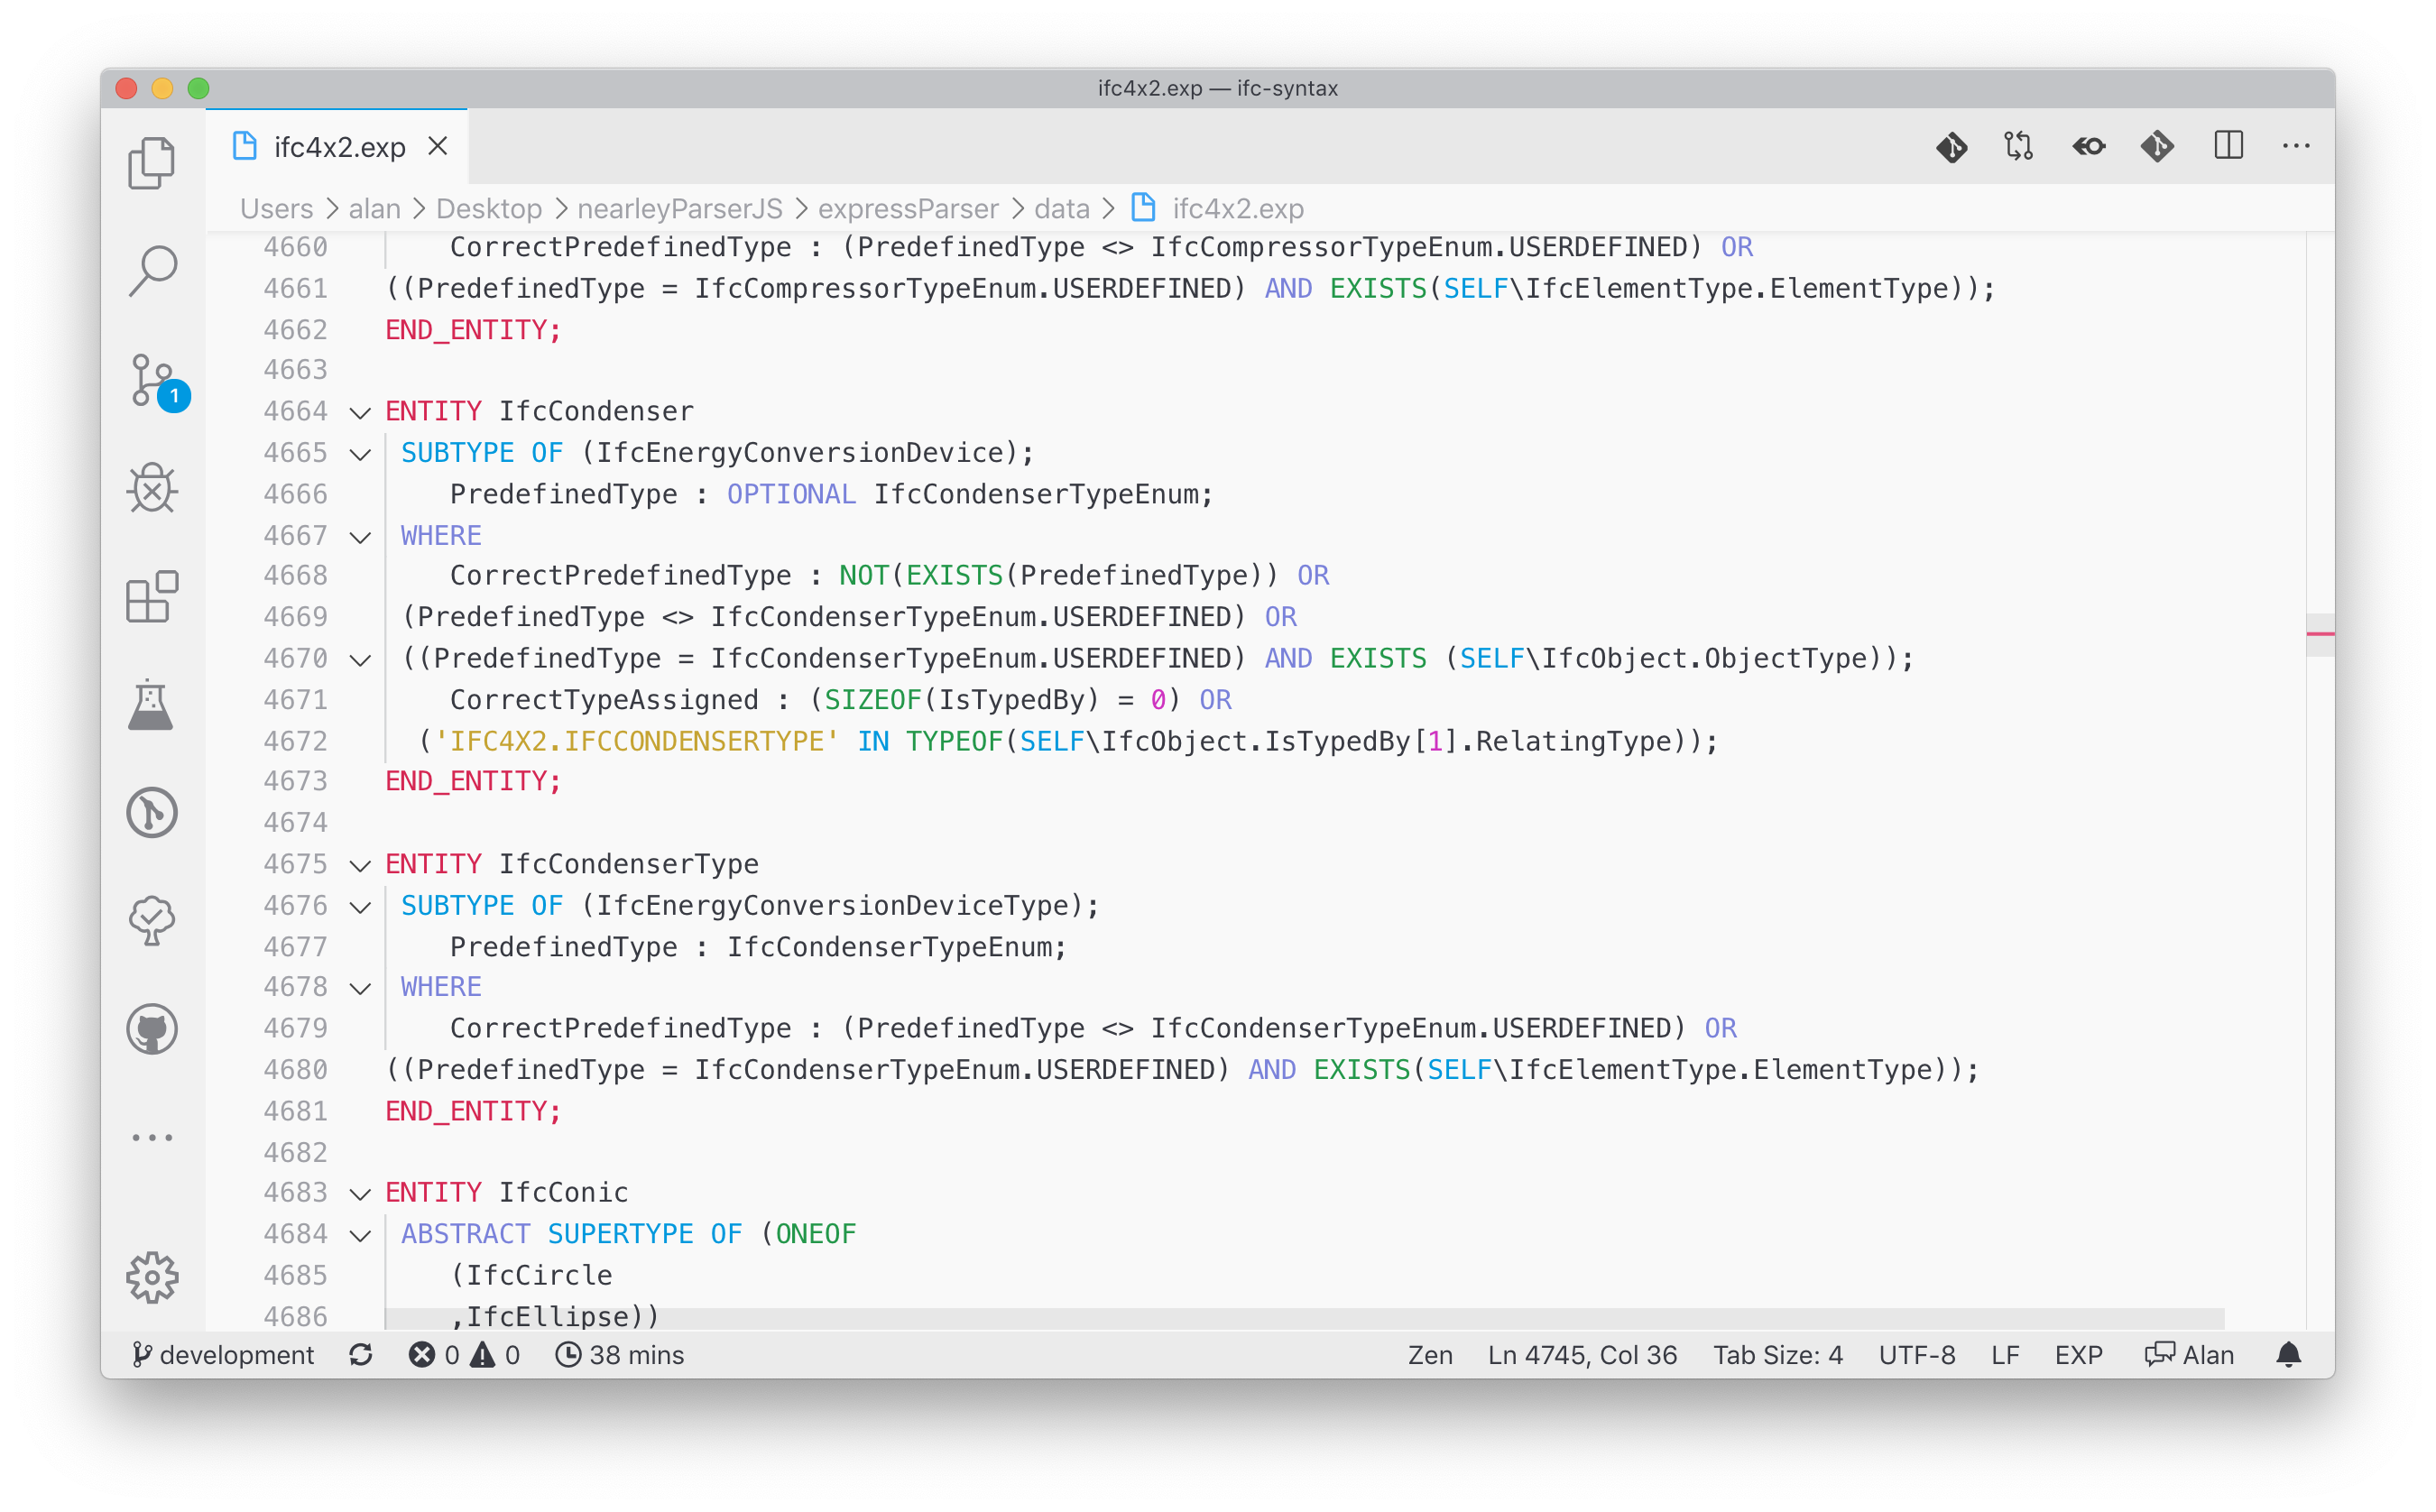 ifc4x2.exp — ifc-syntax
ifc4x2.exp
Users > alan > Desktop > nearleyParserJS > expressParser > data > ifc4x2.exp
4660 CorrectPredefinedType : (PredefinedType <> IfcCompressorTypeEnum.USERDEFINED) OR
4661 ((PredefinedType = IfcCompressorTypeEnum.USERDEFINED) AND EXISTS(SELF\IfcElementType.ElementType));
4662 END_ENTITY;
4663
4664 ENTITY IfcCondenser
4665 SUBTYPE OF (IfcEnergyConversionDevice);
4666 PredefinedType : OPTIONAL IfcCondenserTypeEnum;
4667 WHERE
4668 CorrectPredefinedType : NOT(EXISTS(PredefinedType)) OR
4669 (PredefinedType <> IfcCondenserTypeEnum.USERDEFINED) OR
4670 ((PredefinedType = IfcCondenserTypeEnum.USERDEFINED) AND EXISTS (SELF\IfcObject.ObjectType));
4671 CorrectTypeAssigned : (SIZEOF(IsTypedBy) = 0) OR
4672 ('IFC4X2.IFCCONDENSERTYPE' IN TYPEOF(SELF\IfcObject.IsTypedBy[1].RelatingType));
4673 END_ENTITY;
4674
4675 ENTITY IfcCondenserType
4676 SUBTYPE OF (IfcEnergyConversionDeviceType);
4677 PredefinedType : IfcCondenserTypeEnum;
4678 WHERE
4679 CorrectPredefinedType : (PredefinedType <> IfcCondenserTypeEnum.USERDEFINED) OR
4680 ((PredefinedType = IfcCondenserTypeEnum.USERDEFINED) AND EXISTS(SELF\IfcElementType.ElementType));
4681 END_ENTITY;
4682
4683 ENTITY IfcConic
4684 ABSTRACT SUPERTYPE OF (ONEOF
4685 (IfcCircle
4686 ,IfcEllipse))
1
development 0 0 38 mins Zen Ln 4745, Col 36 Tab Size: 4 UTF-8 LF EXP Alan